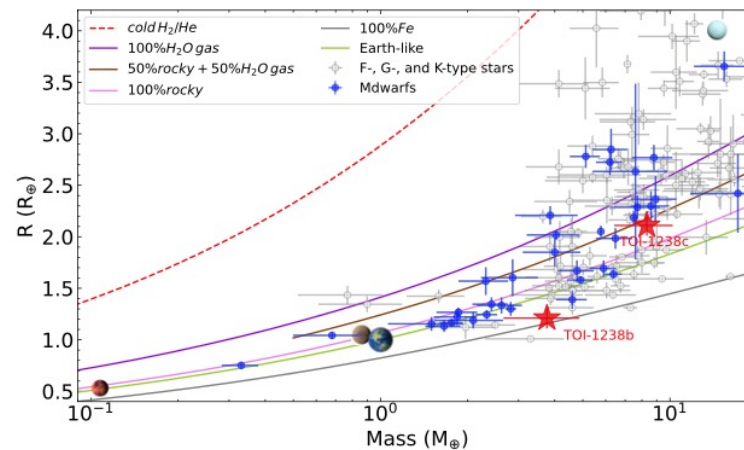 cold H₂/He
100%H₂O gas
50%rocky + 50%H₂O gas
100%rocky
100%Fe
Earth-like
F-, G-, and K-type stars
Mdwarfs
4.0
3.5
3.0
2.5
2.0
1.5
1.0
0.5
R (R⊕)
TOI-1238c
TOI-1238b
10⁻¹
10⁰
10¹
Mass (M⊕)